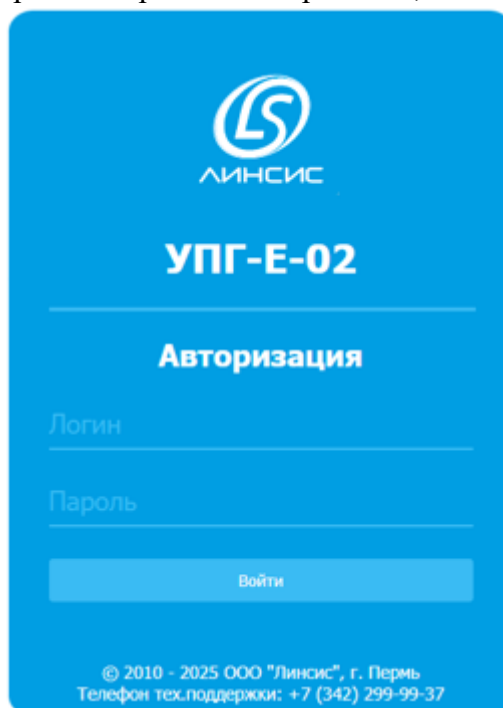 LS
ЛИНСИС
УПГ-Е-02
Авторизация
Логин
Пароль
Войти
© 2010 - 2025 ООО "Линсис", г. Пермь
Телефон тех.поддержки: +7 (342) 299-99-37